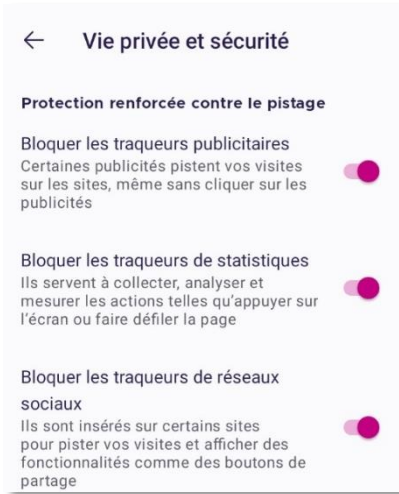 Vie privée et sécurité
Protection renforcée contre le pistage
Bloquer les traqueurs publicitaires
Certaines publicités pistent vos visites
sur les sites, même sans cliquer sur les
publicités
Bloquer les traqueurs de statistiques
Ils servent à collecter, analyser et
mesurer les actions telles qu'appuyer sur
l'écran ou faire défiler la page
Bloquer les traqueurs de réseaux
sociaux
Ils sont insérés sur certains sites
pour pister vos visites et afficher des
fonctionnalités comme des boutons de
partage